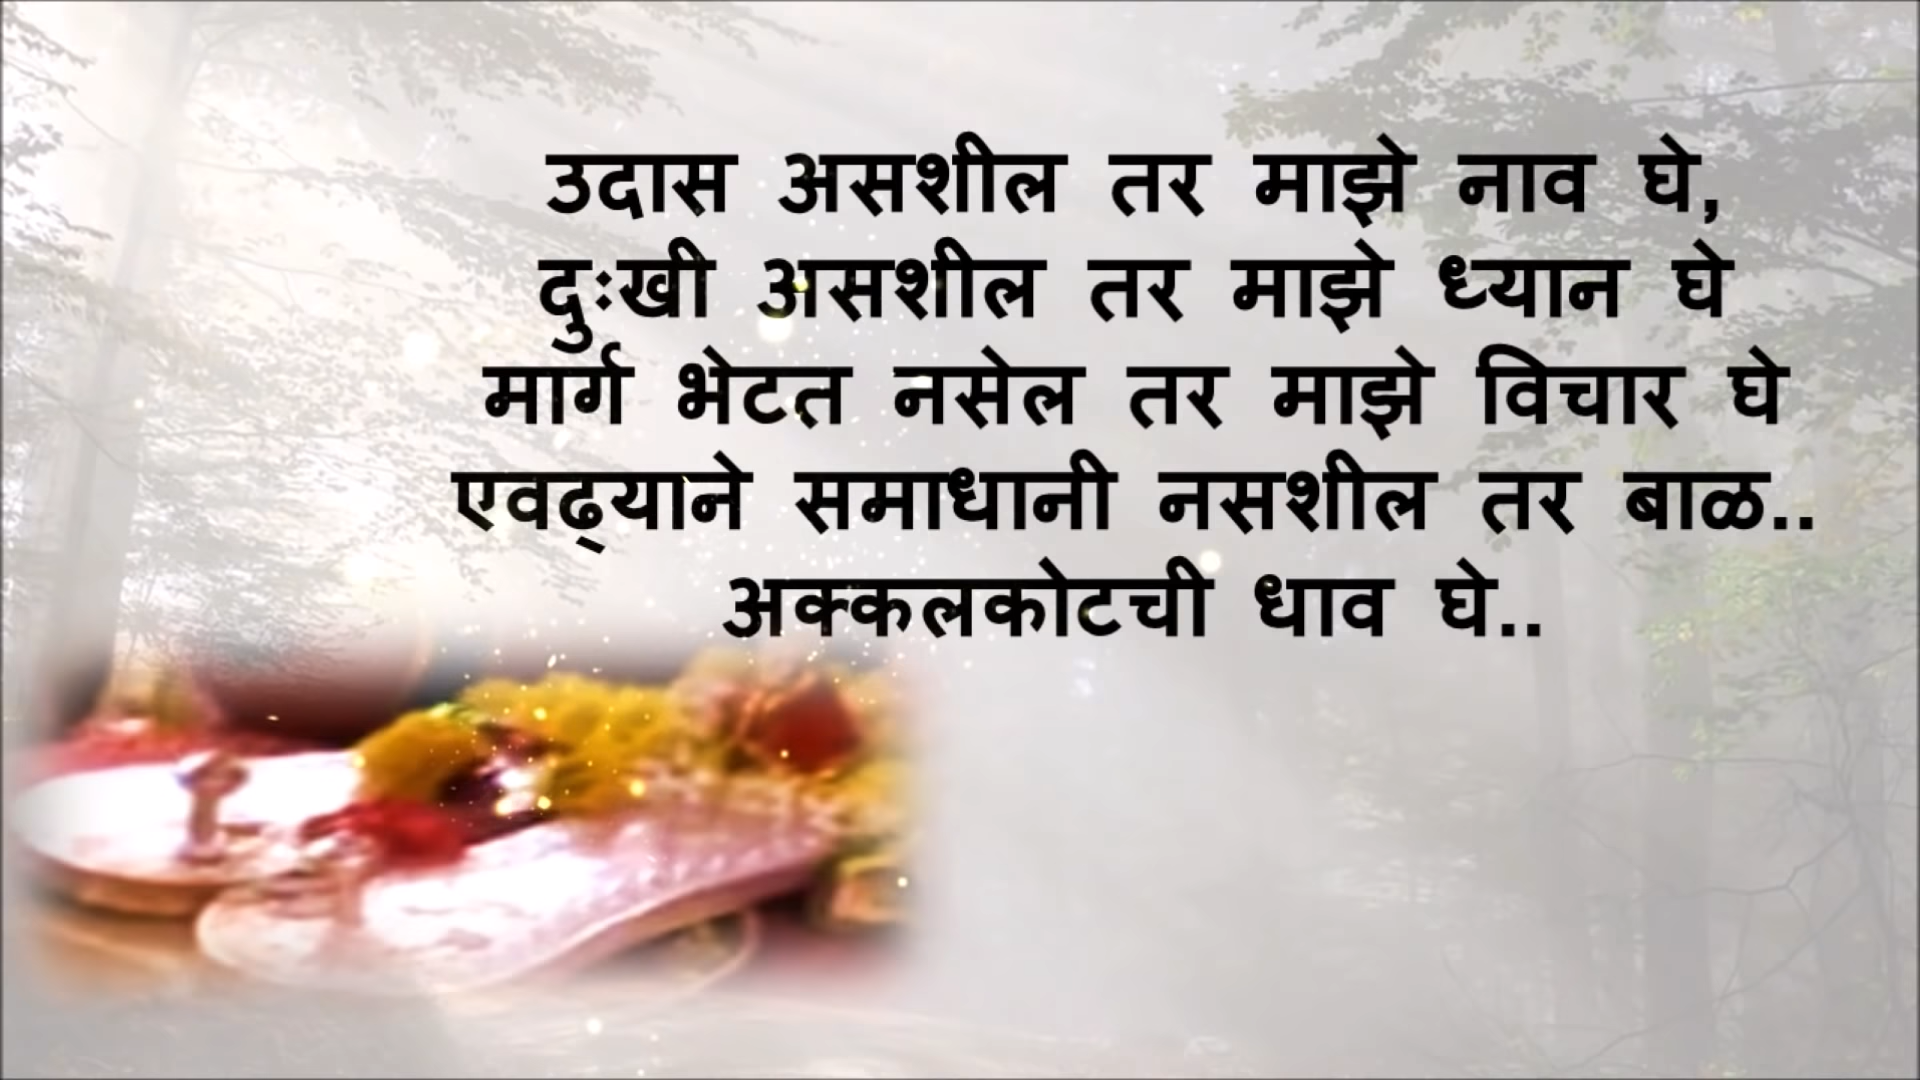 उदास असशील तर माझे नाव घे,
दुःखी असशील तर माझे ध्यान घे
मार्ग भेटत नसेल तर माझे विचार घे
एवढ्याने समाधानी नसशील तर बाळ..
अक्कलकोटची धाव घे..